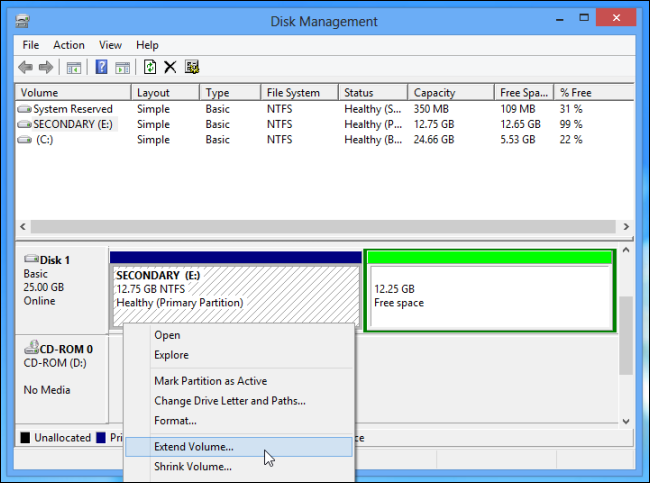 Disk Management
File Action View Help
Volume Layout Type File System Status Capacity Free Spa... % Free
System Reserved Simple Basic NTFS Healthy (S... 350 MB 109 MB 31 %
SECONDARY (E:) Simple Basic NTFS Healthy (P... 12.75 GB 12.65 GB 99 %
(C:) Simple Basic NTFS Healthy (B... 24.66 GB 5.53 GB 22 %
Disk 1
Basic
25.00 GB
Online
SECONDARY (E:)
12.75 GB NTFS
Healthy (Primary Partition)
12.25 GB
Free space
CD-ROM 0
CD-ROM (D:)
No Media
Open
Explore
Mark Partition as Active
Change Drive Letter and Paths...
Format...
Extend Volume...
Shrink Volume...
Unallocated